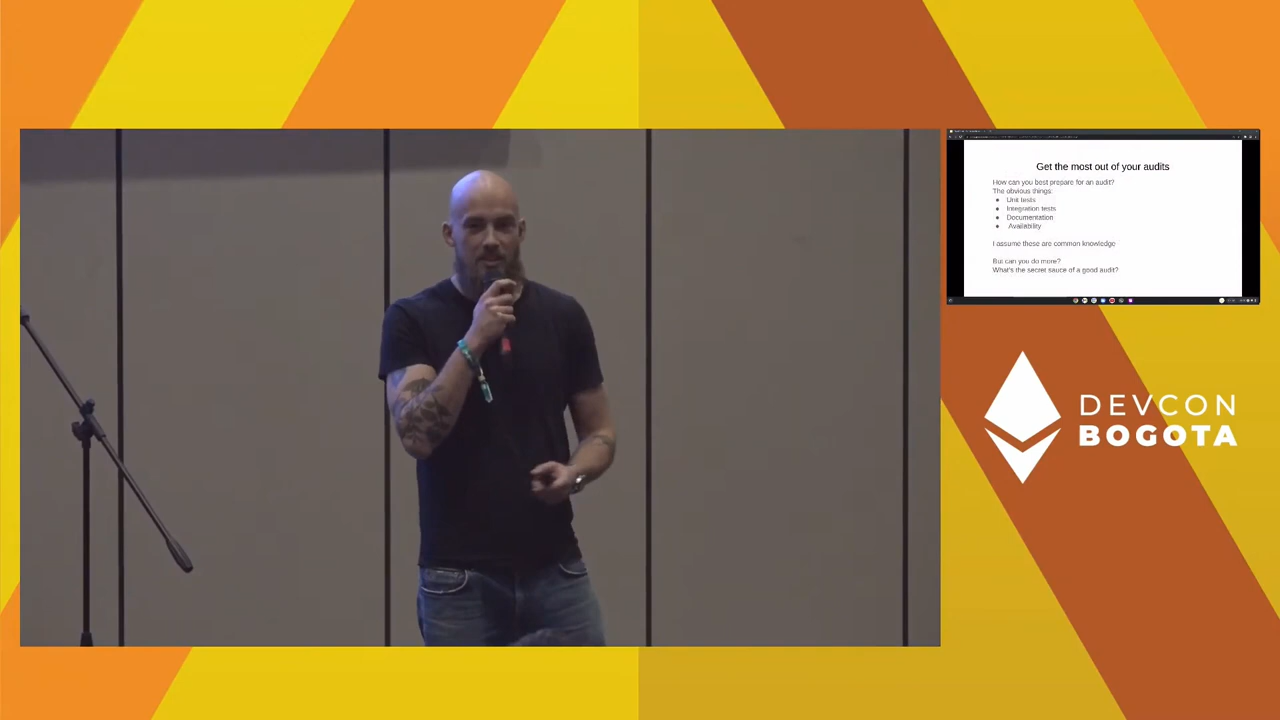 Get the most out of your audits
How can you best prepare for an audit?
The obvious things:
● Unit tests
● Integration tests
● Documentation
● Availability
I assume these are common knowledge
But can you do more?
What's the secret sauce of a good audit?
DEVCON
BOGOTA